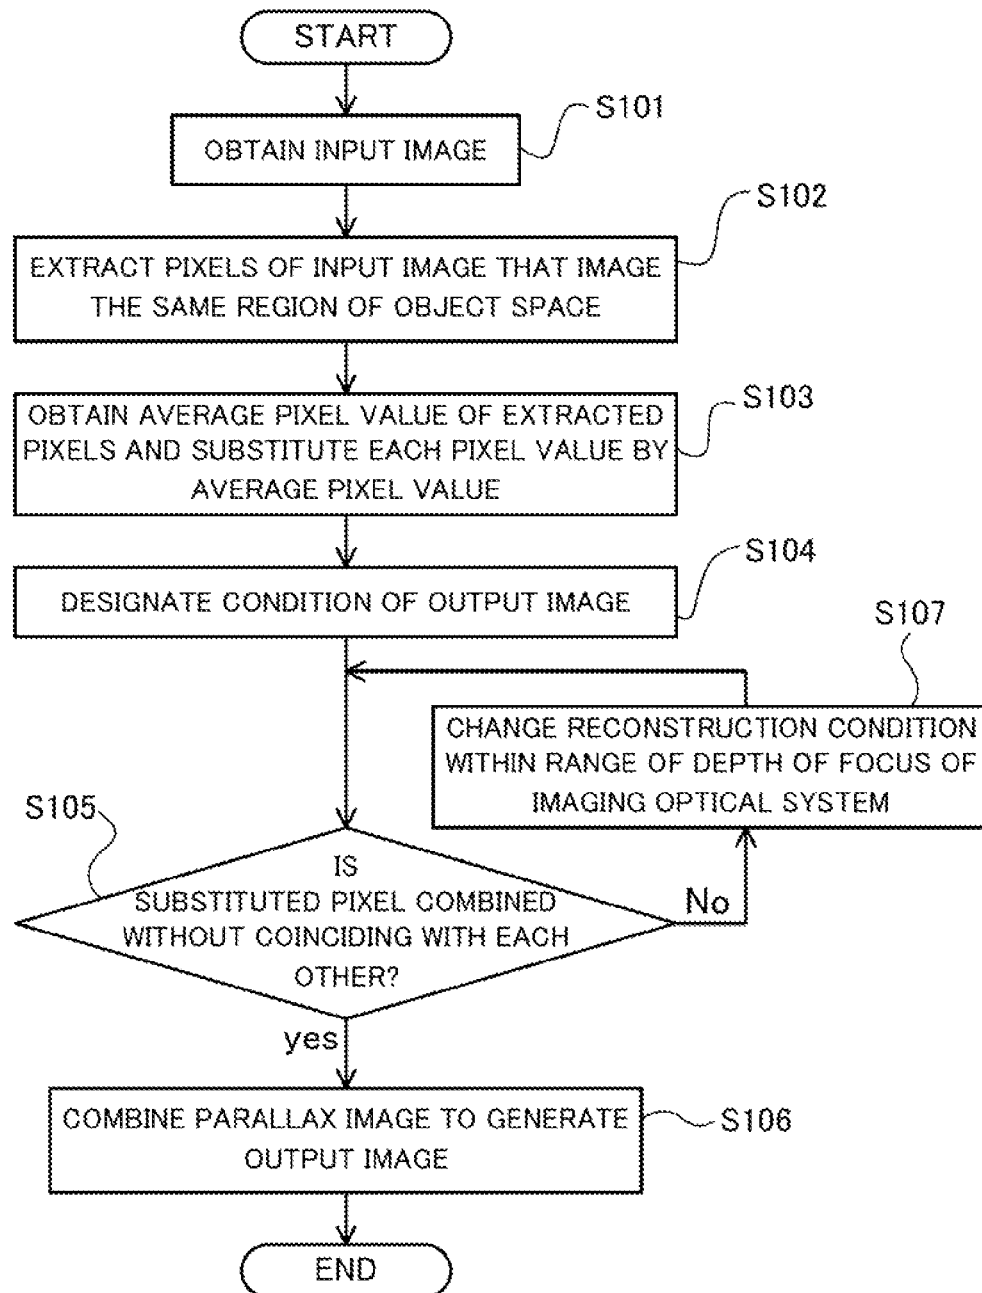 START
S101
OBTAIN INPUT IMAGE
S102
EXTRACT PIXELS OF INPUT IMAGE THAT IMAGE
THE SAME REGION OF OBJECT SPACE
S103
OBTAIN AVERAGE PIXEL VALUE OF EXTRACTED
PIXELS AND SUBSTITUTE EACH PIXEL VALUE BY
AVERAGE PIXEL VALUE
S104
DESIGNATE CONDITION OF OUTPUT IMAGE
S107
CHANGE RECONSTRUCTION CONDITION
WITHIN RANGE OF DEPTH OF FOCUS OF
IMAGING OPTICAL SYSTEM
S105
IS
SUBSTITUTED PIXEL COMBINED
WITHOUT COINCIDING WITH EACH
OTHER?
No
yes
COMBINE PARALLAX IMAGE TO GENERATE
OUTPUT IMAGE
S106
END